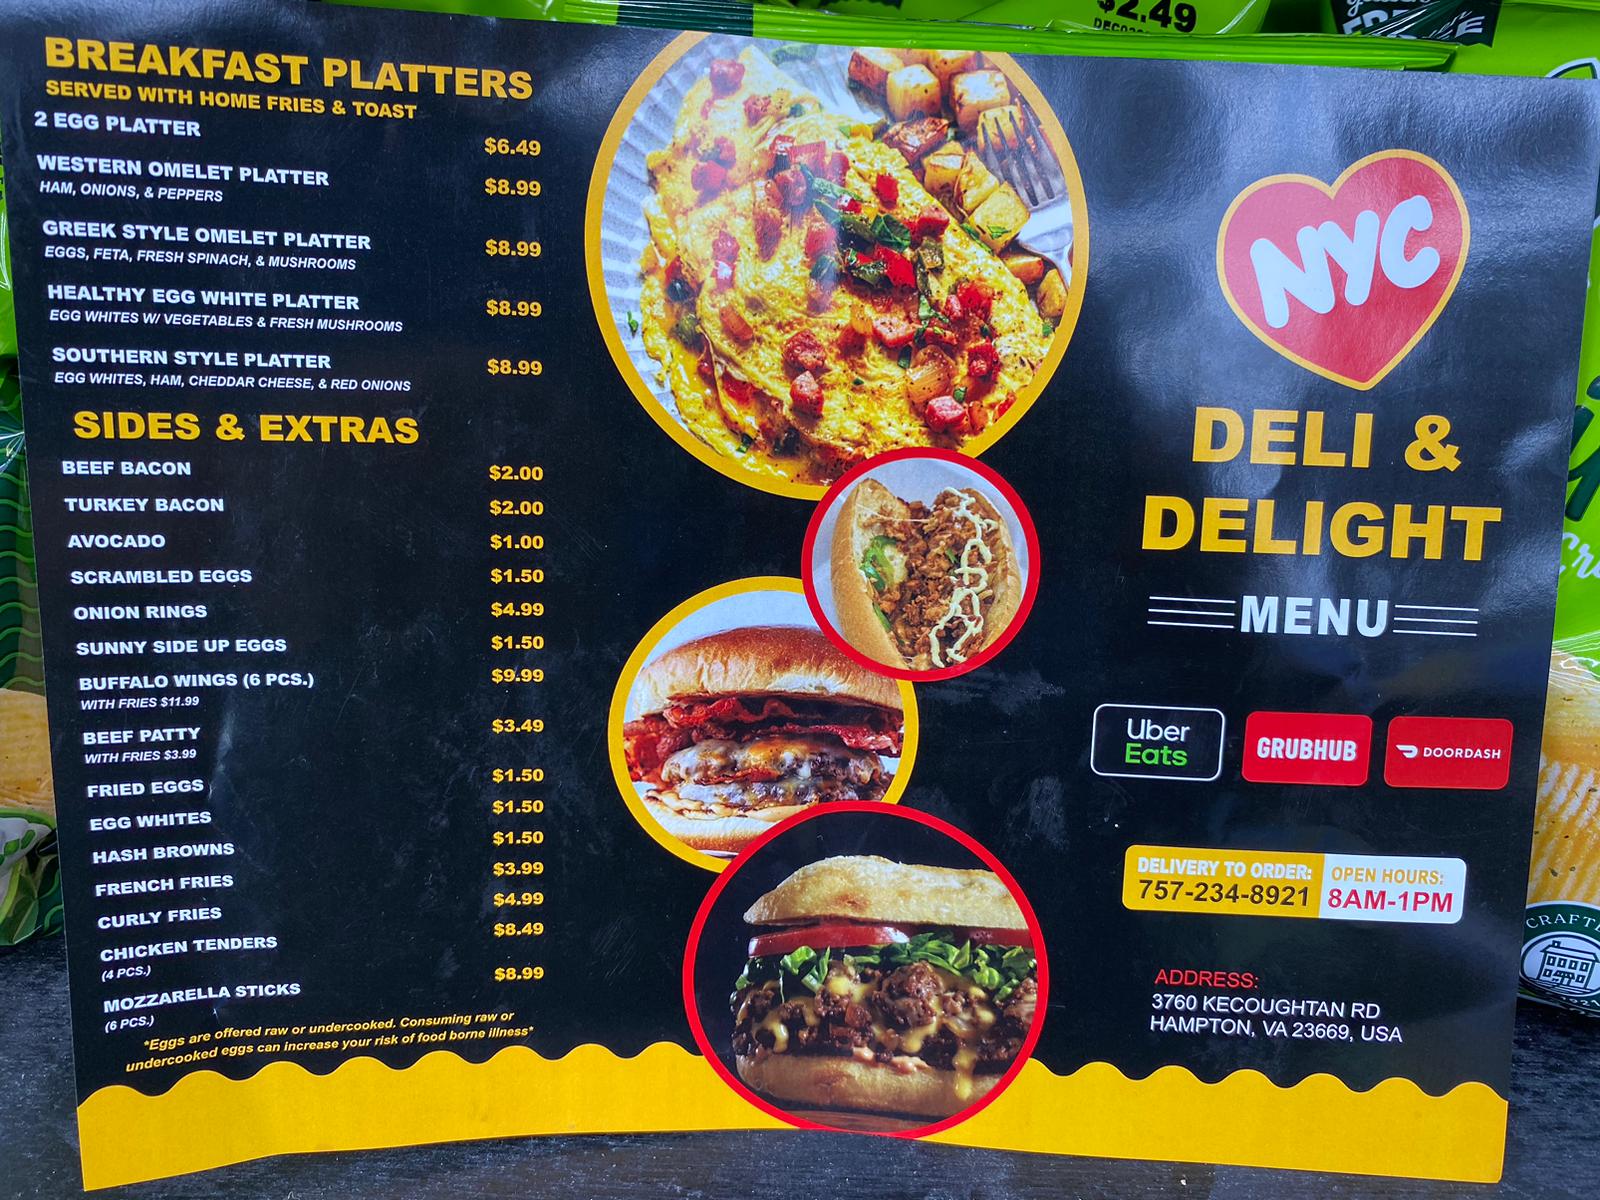 BREAKFAST PLATTERS
SERVED WITH HOME FRIES & TOAST
2 EGG PLATTER $6.49
WESTERN OMELET PLATTER $8.99
HAM, ONIONS, & PEPPERS
GREEK STYLE OMELET PLATTER $8.99
EGGS, FETA, FRESH SPINACH, & MUSHROOMS
HEALTHY EGG WHITE PLATTER $8.99
EGG WHITES W/ VEGETABLES & FRESH MUSHROOMS
SOUTHERN STYLE PLATTER $8.99
EGG WHITES, HAM, CHEDDAR CHEESE, & RED ONIONS
SIDES & EXTRAS
BEEF BACON $2.00
TURKEY BACON $2.00
AVOCADO $1.00
SCRAMBLED EGGS $1.50
ONION RINGS $4.99
SUNNY SIDE UP EGGS $1.50
BUFFALO WINGS (6 PCS.) $9.99
WITH FRIES $11.99
BEEF PATTY $3.49
WITH FRIES $3.99
FRIED EGGS $1.50
EGG WHITES $1.50
HASH BROWNS $1.50
FRENCH FRIES $3.99
CURLY FRIES $4.99
CHICKEN TENDERS $8.49
(4 PCS.)
MOZZARELLA STICKS $8.99
(6 PCS.)
*Eggs are offered raw or undercooked. Consuming raw or
undercooked eggs can increase your risk of food borne illness*
NYC
DELI &
DELIGHT
MENU
Uber
Eats
GRUBHUB
DOORDASH
DELIVERY TO ORDER:
757-234-8921
OPEN HOURS:
8AM-1PM
ADDRESS:
3760 KECOUGHTAN RD
HAMPTON, VA 23669, USA
$2.49